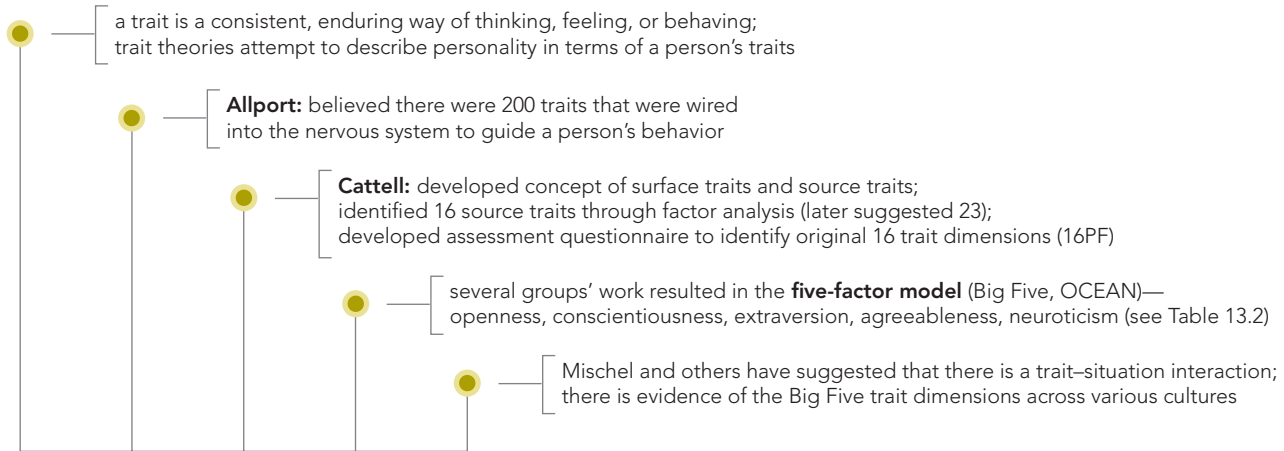 a trait is a consistent, enduring way of thinking, feeling, or behaving;
trait theories attempt to describe personality in terms of a person’s traits
Allport: believed there were 200 traits that were wired
into the nervous system to guide a person’s behavior
Cattell: developed concept of surface traits and source traits;
identified 16 source traits through factor analysis (later suggested 23);
developed assessment questionnaire to identify original 16 trait dimensions (16PF)
several groups’ work resulted in the five-factor model (Big Five, OCEAN)—
openness, conscientiousness, extraversion, agreeableness, neuroticism (see Table 13.2)
Mischel and others have suggested that there is a trait–situation interaction;
there is evidence of the Big Five trait dimensions across various cultures